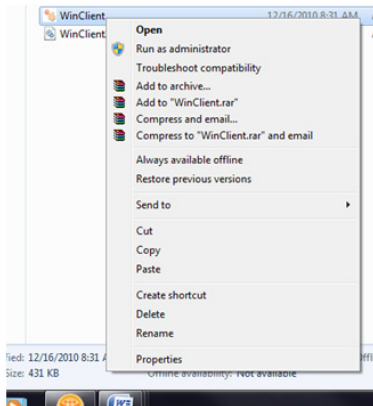 WinClient 12/16/2010 8:31 AM
WinClient
Open
Run as administrator
Troubleshoot compatibility
Add to archive...
Add to "WinClient.rar"
Compress and email...
Compress to "WinClient.rar" and email
Always available offline
Restore previous versions
Send to
Cut
Copy
Paste
Create shortcut
Delete
Rename
Properties
fied: 12/16/2010 8:31 A
Size: 431 KB Offline availability: Not available